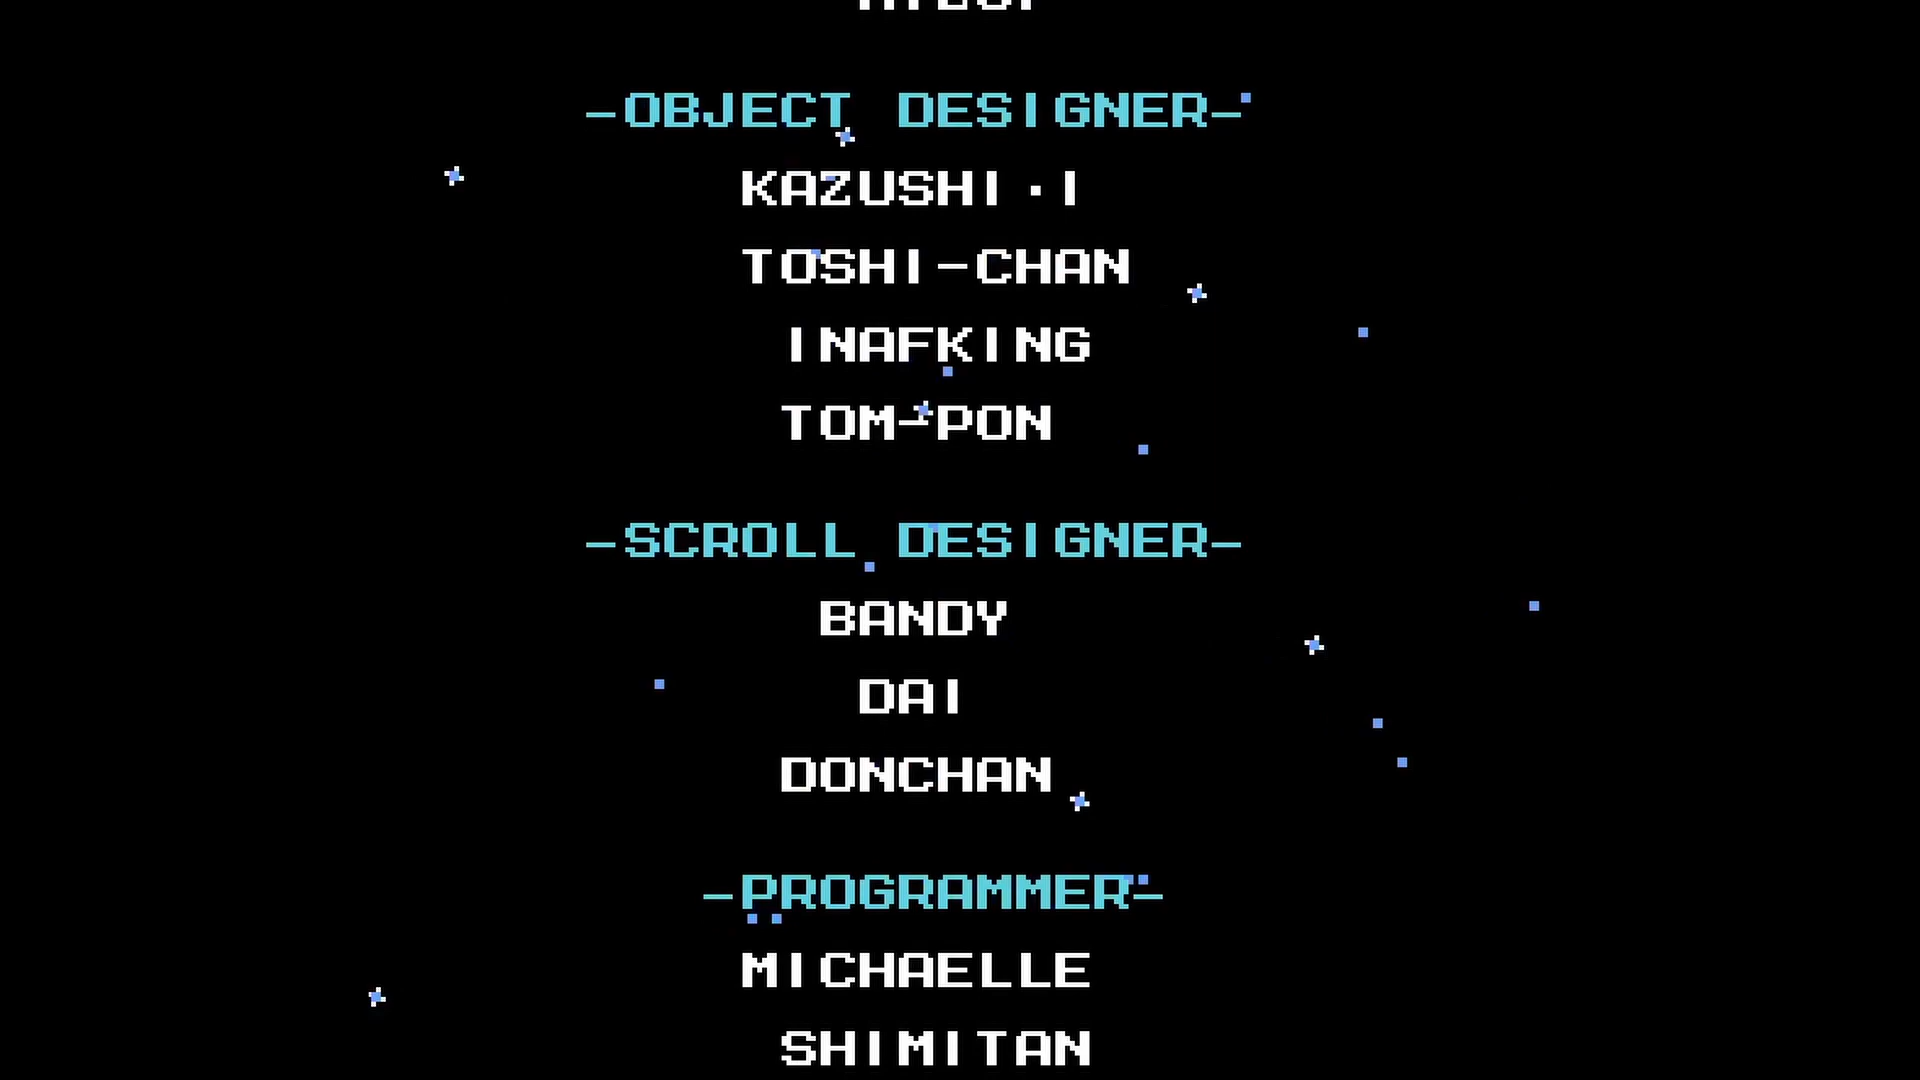 -OBJECT DESIGNER-
KAZUSHI·I
TOSHI-CHAN
INAFKING
TOM-PON
-SCROLL DESIGNER-
BANDY
DAI
DONCHAN
-PROGRAMMER-
MICHAELLE
SHIMITAN